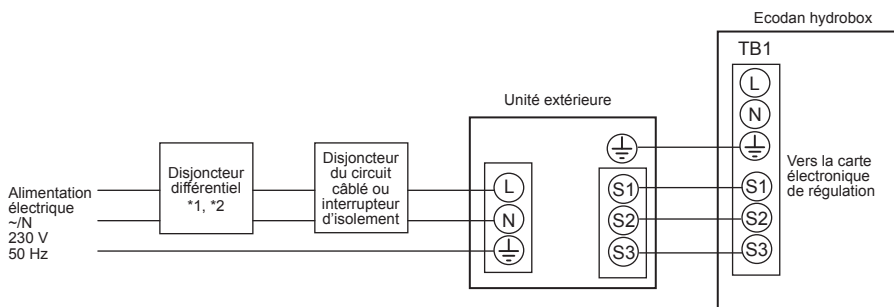 Ecodan hydrobox
TB1
L
N
Unité extérieure
Vers la carte
électronique
de régulation
Disjoncteur
différentiel
*1, *2
Disjoncteur
du circuit
câblé ou
interrupteur
d'isolement
Alimentation
électrique
~/N
230 V
50 Hz
L
N
S1
S2
S3
S1
S2
S3